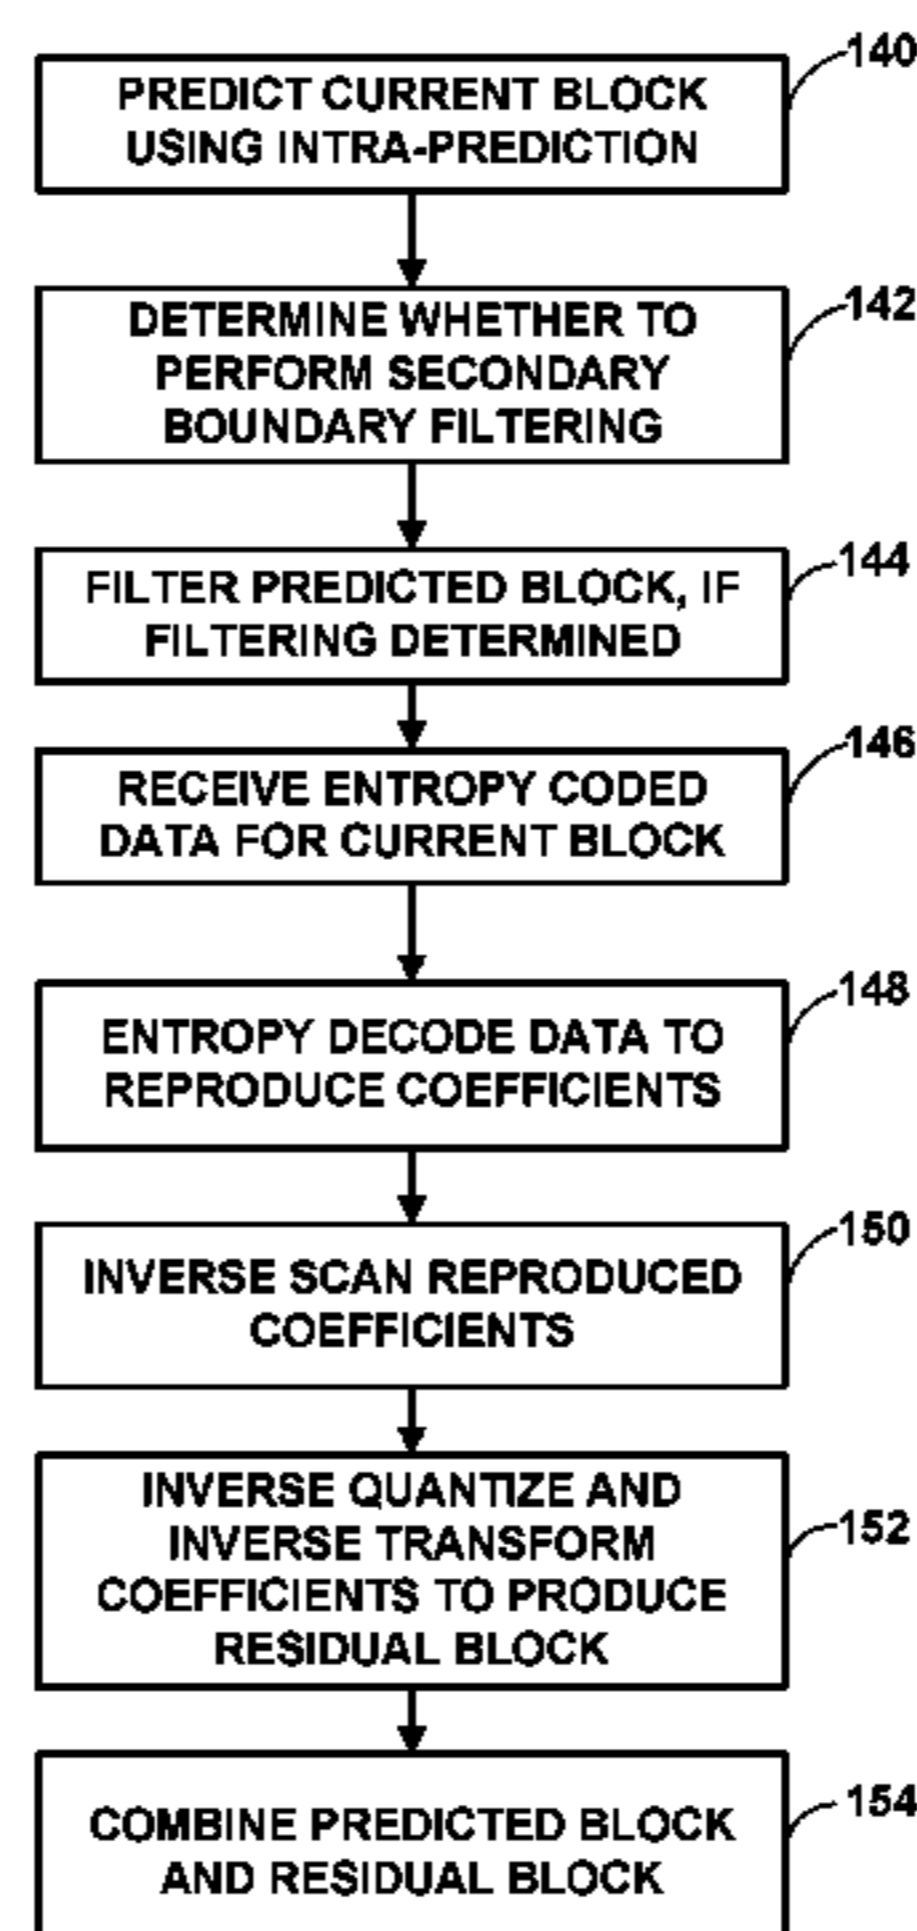 140
PREDICT CURRENT BLOCK
USING INTRA-PREDICTION
142
DETERMINE WHETHER TO
PERFORM SECONDARY
BOUNDARY FILTERING
144
FILTER PREDICTED BLOCK, IF
FILTERING DETERMINED
146
RECEIVE ENTROPY CODED
DATA FOR CURRENT BLOCK
148
ENTROPY DECODE DATA TO
REPRODUCE COEFFICIENTS
150
INVERSE SCAN REPRODUCED
COEFFICIENTS
152
INVERSE QUANTIZE AND
INVERSE TRANSFORM
COEFFICIENTS TO PRODUCE
RESIDUAL BLOCK
154
COMBINE PREDICTED BLOCK
AND RESIDUAL BLOCK